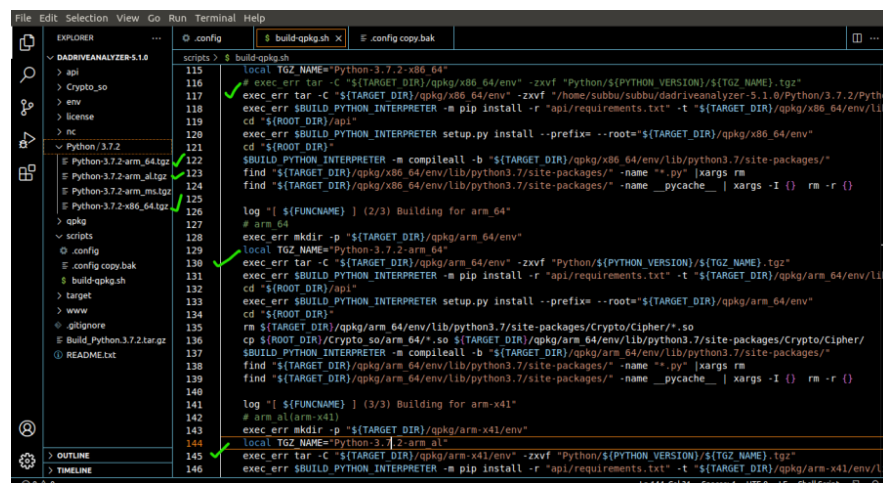 File Edit Selection View Go Run Terminal Help
EXPLORER ...
.config
$ build-qpkg.sh ×
.config copy.bak
DADRIVEANALYZER-5.1.0
> api
> Crypto_so
> env
> license
> nc
Python / 3.7.2
Python-3.7.2-arm_64.tgz
Python-3.7.2-arm_al.tgz
Python-3.7.2-arm_ms.tgz
Python-3.7.2-x86_64.tgz
> qpkg
scripts
.config
.config copy.bak
$ build-qpkg.sh
> target
> www
.gitignore
Build_Python.3.7.2.tar.gz
README.txt
> OUTLINE
> TIMELINE
scripts > $ build-qpkg.sh
115 local TGZ_NAME="Python-3.7.2-x86_64"
116 # exec_err tar -C "${TARGET_DIR}/qpkg/x86_64/env" -zxvf "Python/${PYTHON_VERSION}/${TGZ_NAME}.tgz"
117 exec_err tar -C "${TARGET_DIR}/qpkg/x86_64/env" -zxvf "/home/subbu/subbu/dadriveanalyzer-5.1.0/Python/3.7.2/Pyth
118 exec_err $BUILD_PYTHON_INTERPRETER -m pip install -r "api/requirements.txt" -t "${TARGET_DIR}/qpkg/x86_64/env/li
119 cd "${ROOT_DIR}/api"
120 exec_err $BUILD_PYTHON_INTERPRETER setup.py install --prefix= --root="${TARGET_DIR}/qpkg/x86_64/env"
121 cd "${ROOT_DIR}"
122 $BUILD_PYTHON_INTERPRETER -m compileall -b "${TARGET_DIR}/qpkg/x86_64/env/lib/python3.7/site-packages/"
123 find "${TARGET_DIR}/qpkg/x86_64/env/lib/python3.7/site-packages/" -name "*.py" |xargs rm
124 find "${TARGET_DIR}/qpkg/x86_64/env/lib/python3.7/site-packages/" -name __pycache__ | xargs -I {} rm -r {}
125
126 log "[ ${FUNCNAME} ] (2/3) Building for arm_64"
127 # arm_64
128 exec_err mkdir -p "${TARGET_DIR}/qpkg/arm_64/env"
129 local TGZ_NAME="Python-3.7.2-arm_64"
130 exec_err tar -C "${TARGET_DIR}/qpkg/arm_64/env" -zxvf "Python/${PYTHON_VERSION}/${TGZ_NAME}.tgz"
131 exec_err $BUILD_PYTHON_INTERPRETER -m pip install -r "api/requirements.txt" -t "${TARGET_DIR}/qpkg/arm_64/env/li
132 cd "${ROOT_DIR}/api"
133 exec_err $BUILD_PYTHON_INTERPRETER setup.py install --prefix= --root="${TARGET_DIR}/qpkg/arm_64/env"
134 cd "${ROOT_DIR}"
135 rm ${TARGET_DIR}/qpkg/arm_64/env/lib/python3.7/site-packages/Crypto/Cipher/*.so
136 cp ${ROOT_DIR}/Crypto_so/arm_64/*.so ${TARGET_DIR}/qpkg/arm_64/env/lib/python3.7/site-packages/Crypto/Cipher/
137 $BUILD_PYTHON_INTERPRETER -m compileall -b "${TARGET_DIR}/qpkg/arm_64/env/lib/python3.7/site-packages/"
138 find "${TARGET_DIR}/qpkg/arm_64/env/lib/python3.7/site-packages/" -name "*.py" |xargs rm
139 find "${TARGET_DIR}/qpkg/arm_64/env/lib/python3.7/site-packages/" -name __pycache__ | xargs -I {} rm -r {}
140
141 log "[ ${FUNCNAME} ] (3/3) Building for arm-x41"
142 # arm_al(arm-x41)
143 exec_err mkdir -p "${TARGET_DIR}/qpkg/arm-x41/env"
144 local TGZ_NAME="Python-3.7.2-arm_al"
145 exec_err tar -C "${TARGET_DIR}/qpkg/arm-x41/env" -zxvf "Python/${PYTHON_VERSION}/${TGZ_NAME}.tgz"
146 exec_err $BUILD_PYTHON_INTERPRETER -m pip install -r "api/requirements.txt" -t "${TARGET_DIR}/qpkg/arm-x41/env/l